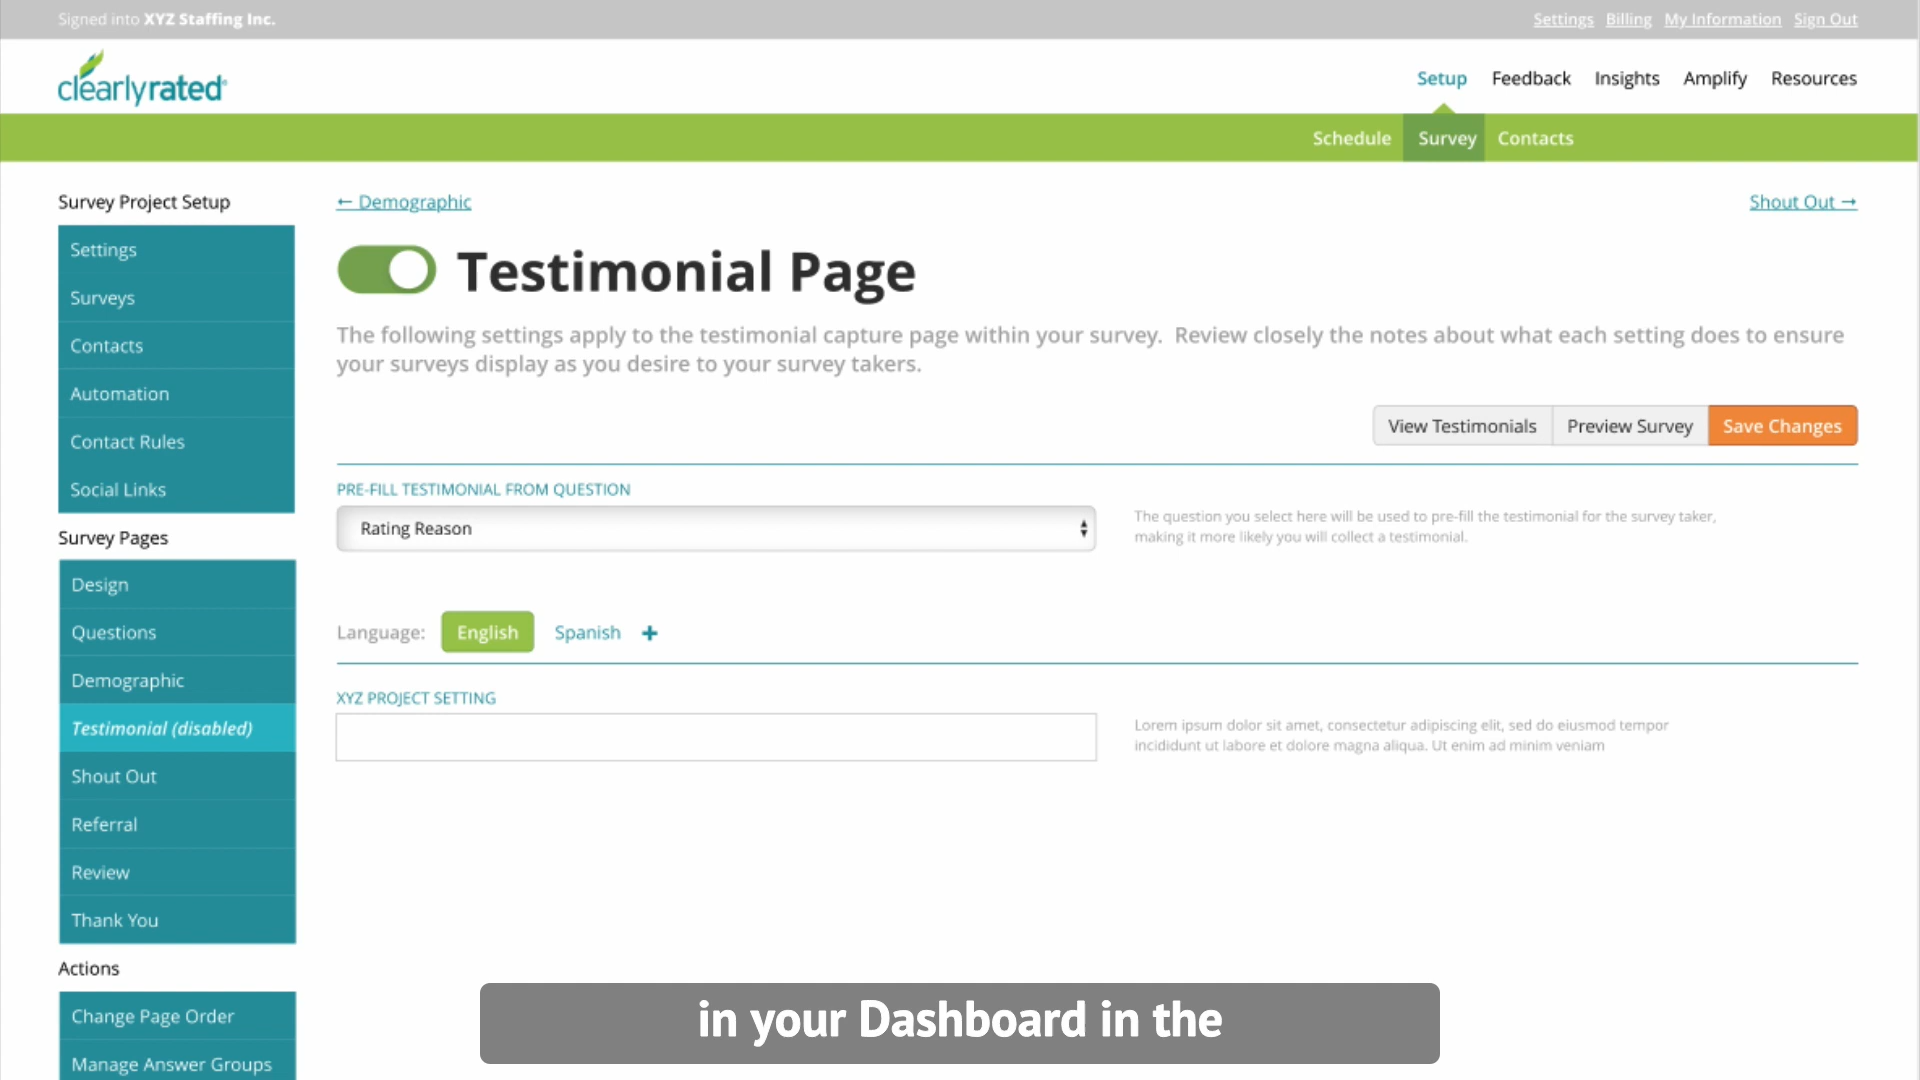 Signed into XYZ Staffing Inc.
Settings Billing My Information Sign Out
clearlyrated
Setup Feedback Insights Amplify Resources
Schedule Survey Contacts
Survey Project Setup
Settings
Surveys
Contacts
Automation
Contact Rules
Social Links
Survey Pages
Design
Questions
Demographic
Testimonial (disabled)
Shout Out
Referral
Review
Thank You
Actions
Change Page Order
Manage Answer Groups
← Demographic
Shout Out →
Testimonial Page
The following settings apply to the testimonial capture page within your survey. Review closely the notes about what each setting does to ensure
your surveys display as you desire to your survey takers.
View Testimonials Preview Survey Save Changes
PRE-FILL TESTIMONIAL FROM QUESTION
Rating Reason
The question you select here will be used to pre-fill the testimonial for the survey taker,
making it more likely you will collect a testimonial.
Language: English Spanish +
XYZ PROJECT SETTING
Lorem ipsum dolor sit amet, consectetur adipiscing elit, sed do eiusmod tempor
incididunt ut labore et dolore magna aliqua. Ut enim ad minim veniam
in your Dashboard in the